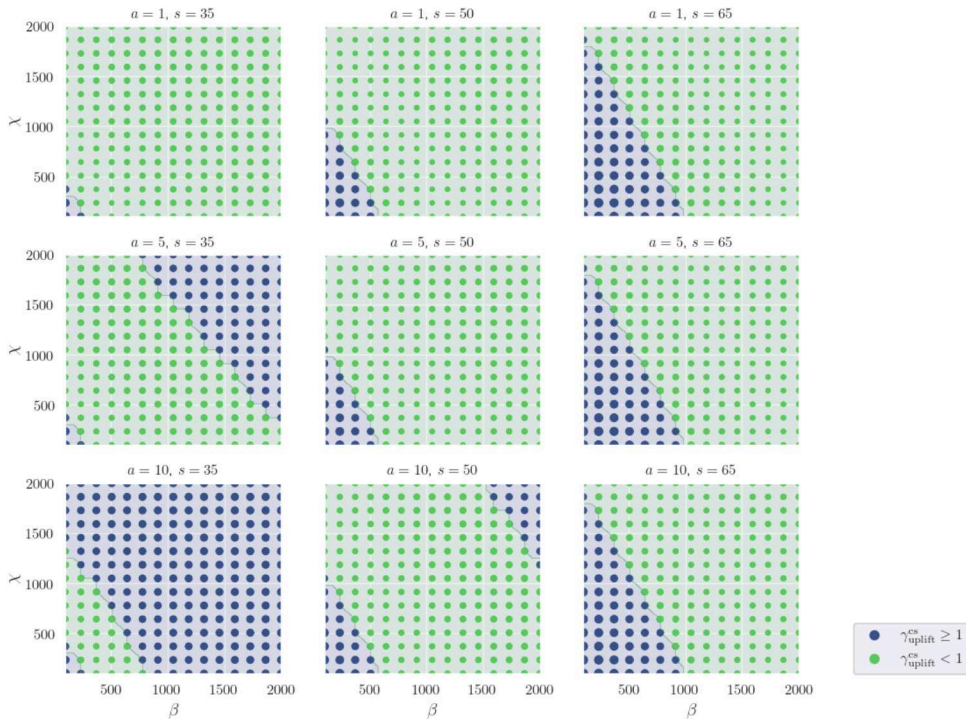 a = 1, s = 35
a = 1, s = 50
a = 1, s = 65
2000
1500
1000
500
χ
a = 5, s = 35
a = 5, s = 50
a = 5, s = 65
2000
1500
1000
500
χ
a = 10, s = 35
a = 10, s = 50
a = 10, s = 65
2000
1500
1000
500
χ
500 1000 1500 2000
500 1000 1500 2000
500 1000 1500 2000
β
β
β
γ^cs_uplift ≥ 1
γ^cs_uplift < 1